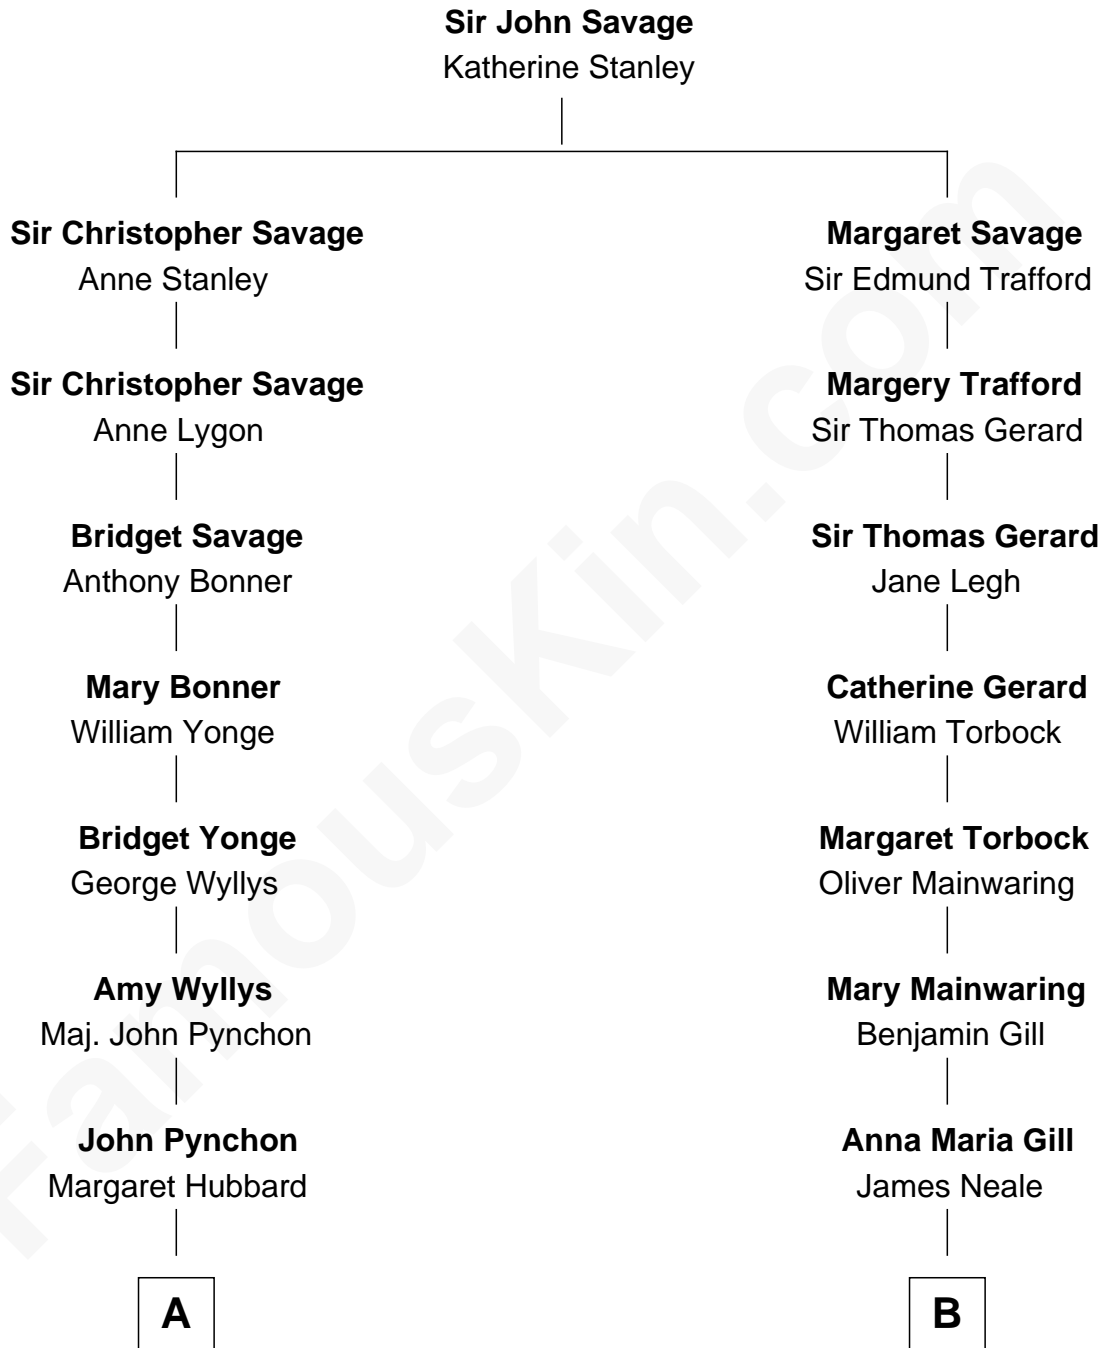 Sir John Savage
Katherine Stanley
Sir Christopher Savage
Anne Stanley
Margaret Savage
Sir Edmund Trafford
Sir Christopher Savage
Anne Lygon
Margery Trafford
Sir Thomas Gerard
Bridget Savage
Anthony Bonner
Sir Thomas Gerard
Jane Legh
Mary Bonner
William Yonge
Catherine Gerard
William Torbock
Bridget Yonge
George Wyllys
Margaret Torbock
Oliver Mainwaring
Amy Wyllys
Maj. John Pynchon
Mary Mainwaring
Benjamin Gill
John Pynchon
Margaret Hubbard
Anna Maria Gill
James Neale
A
B
FamousKin.com